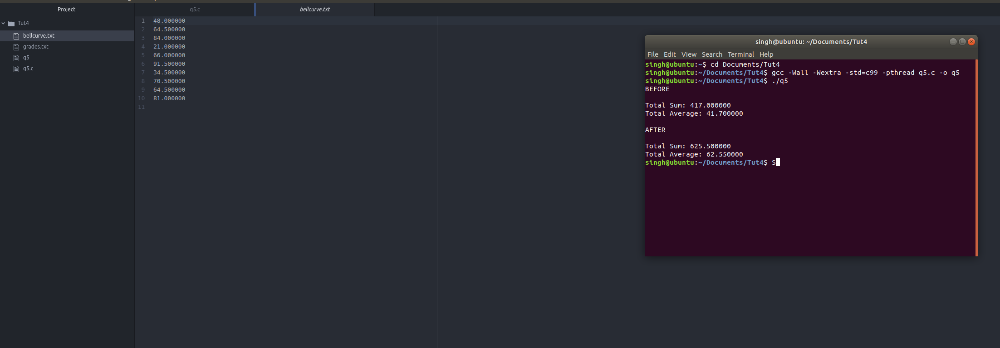 Project
Tut4
bellcurve.txt
grades.txt
q5
q5.c
q5.c
bellcurve.txt
1 48.000000
2 64.500000
3 84.000000
4 21.000000
5 66.000000
6 91.500000
7 34.500000
8 70.500000
9 64.500000
10 81.000000
11
singh@ubuntu: ~/Documents/Tut4
File Edit View Search Terminal Help
singh@ubuntu:~$ cd Documents/Tut4
singh@ubuntu:~/Documents/Tut4$ gcc -Wall -Wextra -std=c99 -pthread q5.c -o q5
singh@ubuntu:~/Documents/Tut4$ ./q5
BEFORE
Total Sum: 417.000000
Total Average: 41.700000
AFTER
Total Sum: 625.500000
Total Average: 62.550000
singh@ubuntu:~/Documents/Tut4$ S